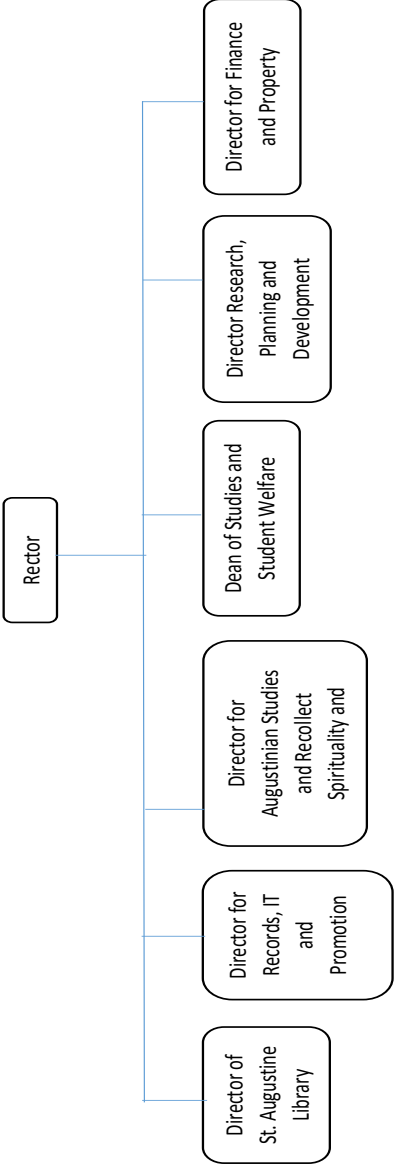 Rector
Director of
St. Augustine
Library
Director for
Records, IT
and
Promotion
Director for
Augustinian Studies
and Recollect
Spirituality and
Dean of Studies and
Student Welfare
Director Research,
Planning and
Development
Director for Finance
and Property